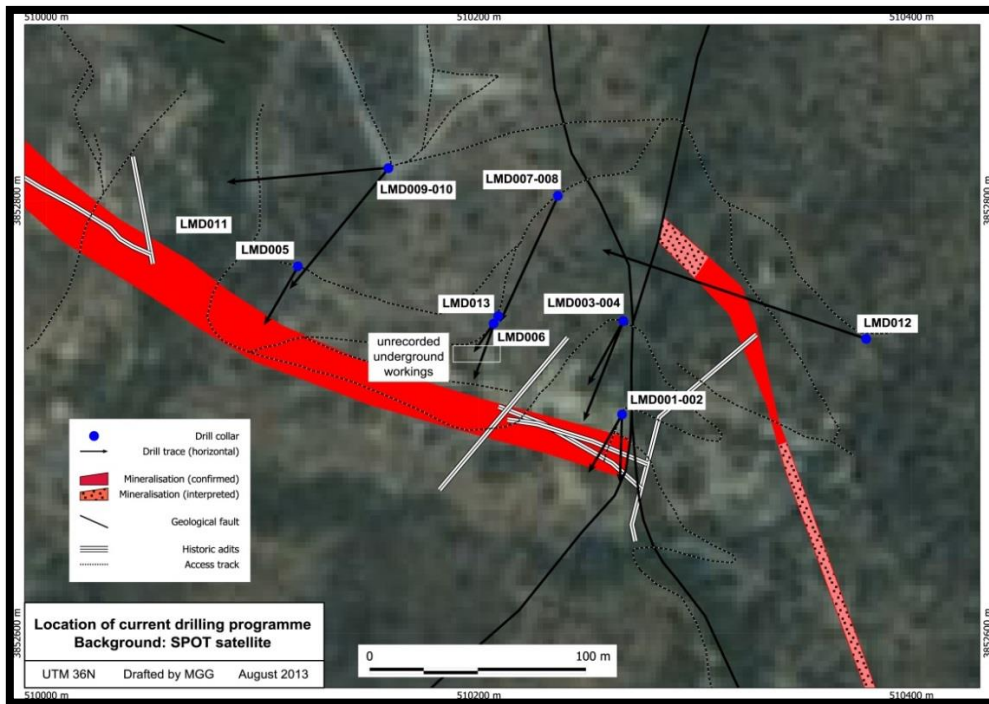 510000 m
510200 m
510400 m
3852800 m
3852800 m
LMD009-010
LMD007-008
LMD011
LMD005
LMD013
LMD003-004
LMD006
LMD012
unrecorded
underground
workings
LMD001-002
Drill collar
Drill trace (horizontal)
Mineralisation (confirmed)
Mineralisation (interpreted)
Geological fault
Historic adits
Access track
3852600 m
3852600 m
Location of current drilling programme
Background: SPOT satellite
UTM 36N Drafted by MGG August 2013
0 100 m
510000 m
510200 m
510400 m